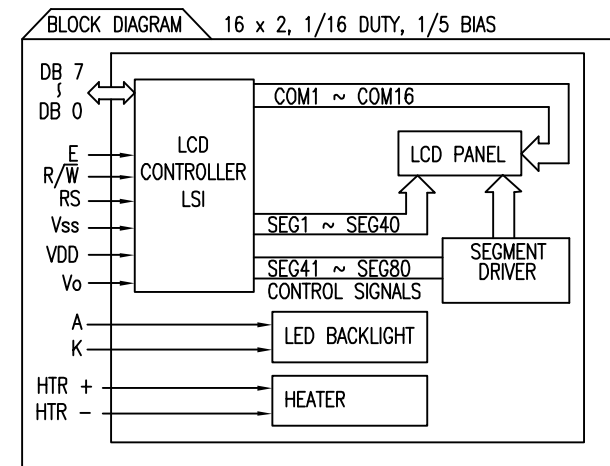 BLOCK DIAGRAM 16 x 2, 1/16 DUTY, 1/5 BIAS
DB 7
~
DB 0
E
R/W̅
RS
Vss
VDD
Vo
A
K
HTR +
HTR -
LCD
CONTROLLER
LSI
COM1 ~ COM16
LCD PANEL
SEG1 ~ SEG40
SEG41 ~ SEG80
CONTROL SIGNALS
SEGMENT
DRIVER
LED BACKLIGHT
HEATER